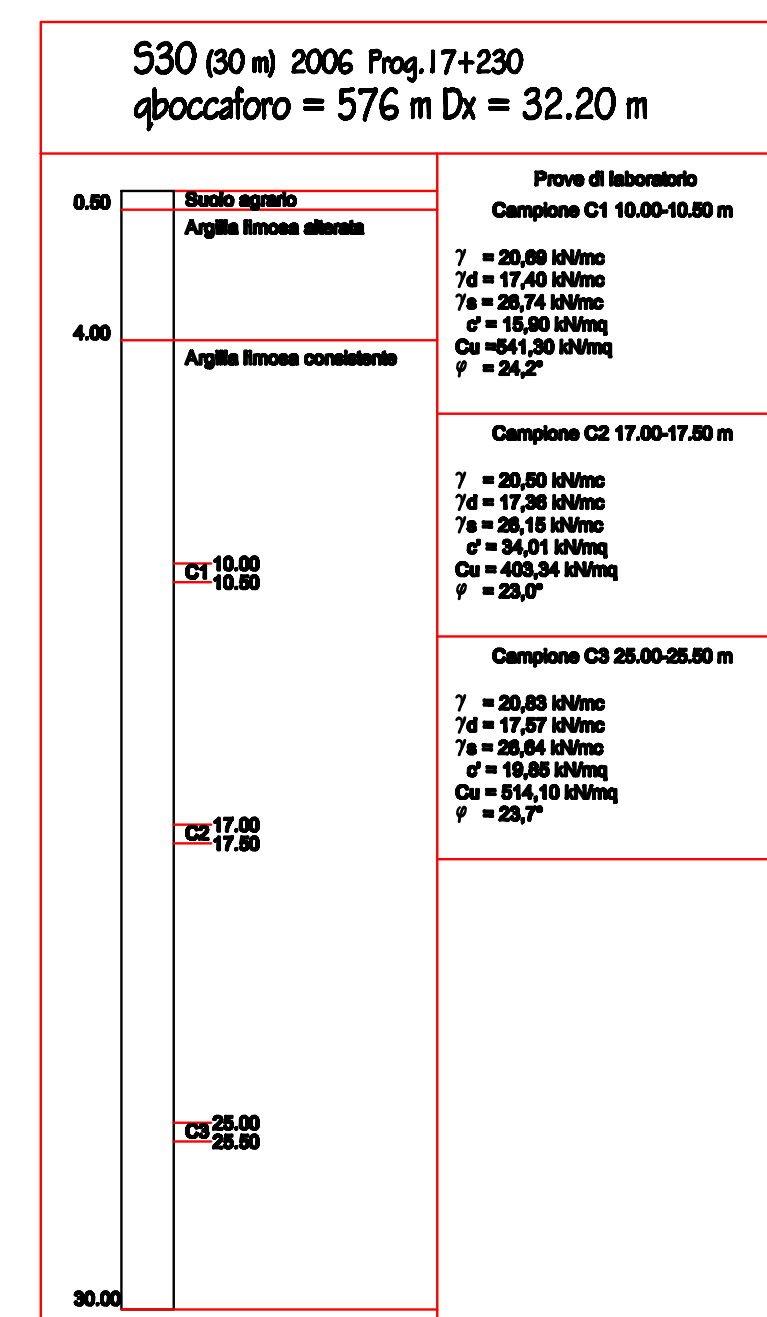 S30 (30 m) 2006 Prog.17+230
qboccaforo = 576 m Dx = 32.20 m
0.50
Suolo agrario
Argilla limosa alterata
4.00
Argilla limosa consistente
C1
10.00
10.50
C2
17.00
17.50
C3
25.00
25.50
30.00
Prove di laboratorio
Campione C1 10.00-10.50 m
γ = 20,69 kN/mc
γd = 17,40 kN/mc
γs = 26,74 kN/mc
c' = 15,90 kN/mq
Cu =541,30 kN/mq
φ = 24,2°
Campione C2 17.00-17.50 m
γ = 20,50 kN/mc
γd = 17,36 kN/mc
γs = 26,15 kN/mc
c' = 34,01 kN/mq
Cu = 403,34 kN/mq
φ = 23,0°
Campione C3 25.00-25.50 m
γ = 20,83 kN/mc
γd = 17,57 kN/mc
γs = 26,64 kN/mc
c' = 19,85 kN/mq
Cu = 514,10 kN/mq
φ = 23,7°